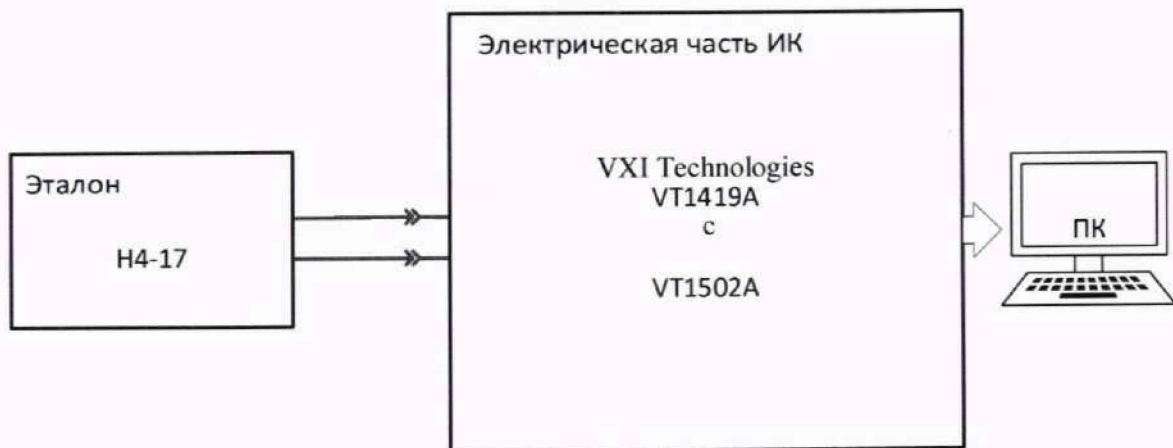 Электрическая часть ИК
Эталон
Н4-17
VXI Technologies
VT1419A
с
VT1502A
ПК